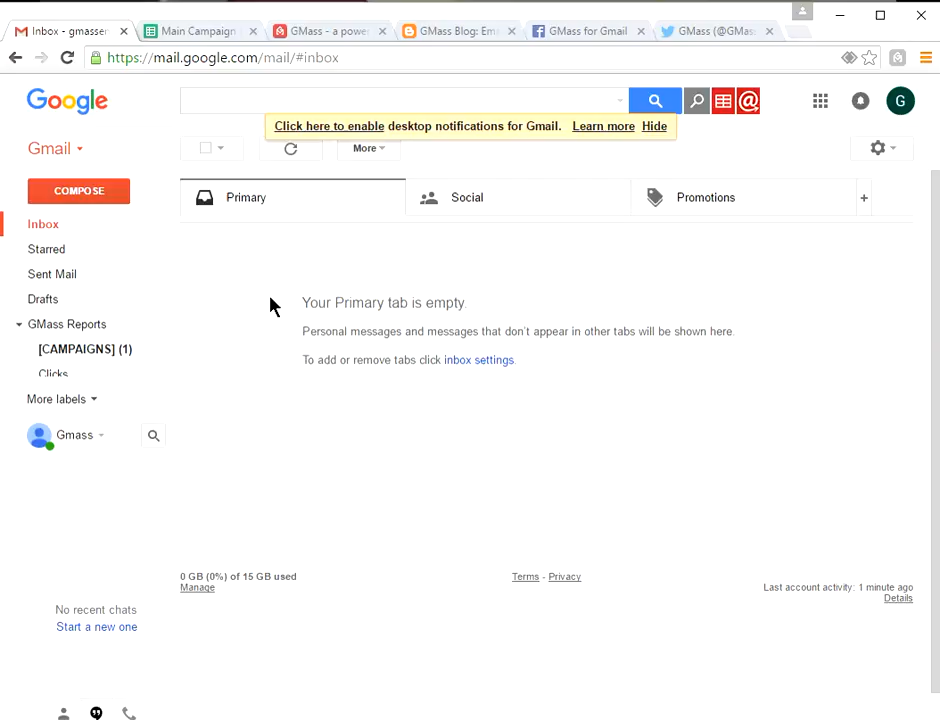 Inbox - gmasser
Main Campaign
GMass - a power
GMass Blog: Ema
GMass for Gmail
GMass (@GMass
https://mail.google.com/mail/#inbox
Google
G
Click here to enable desktop notifications for Gmail. Learn more Hide
Gmail
More
COMPOSE
Primary
Social
Promotions
+
Inbox
Starred
Sent Mail
Drafts
GMass Reports
[CAMPAIGNS] (1)
Clicks
More labels
Gmass
Your Primary tab is empty.
Personal messages and messages that don't appear in other tabs will be shown here.
To add or remove tabs click inbox settings.
0 GB (0%) of 15 GB used
Manage
Terms - Privacy
Last account activity: 1 minute ago
Details
No recent chats
Start a new one